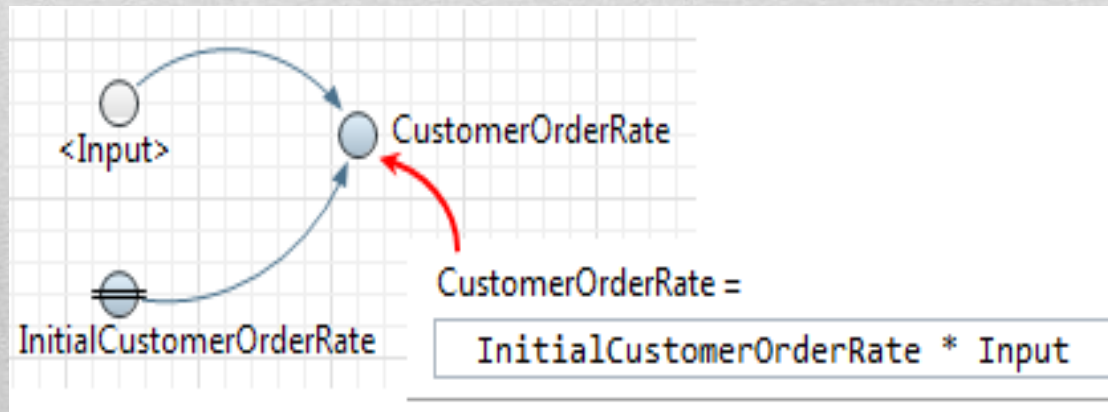 <Input>
CustomerOrderRate
InitialCustomerOrderRate
CustomerOrderRate =
InitialCustomerOrderRate * Input